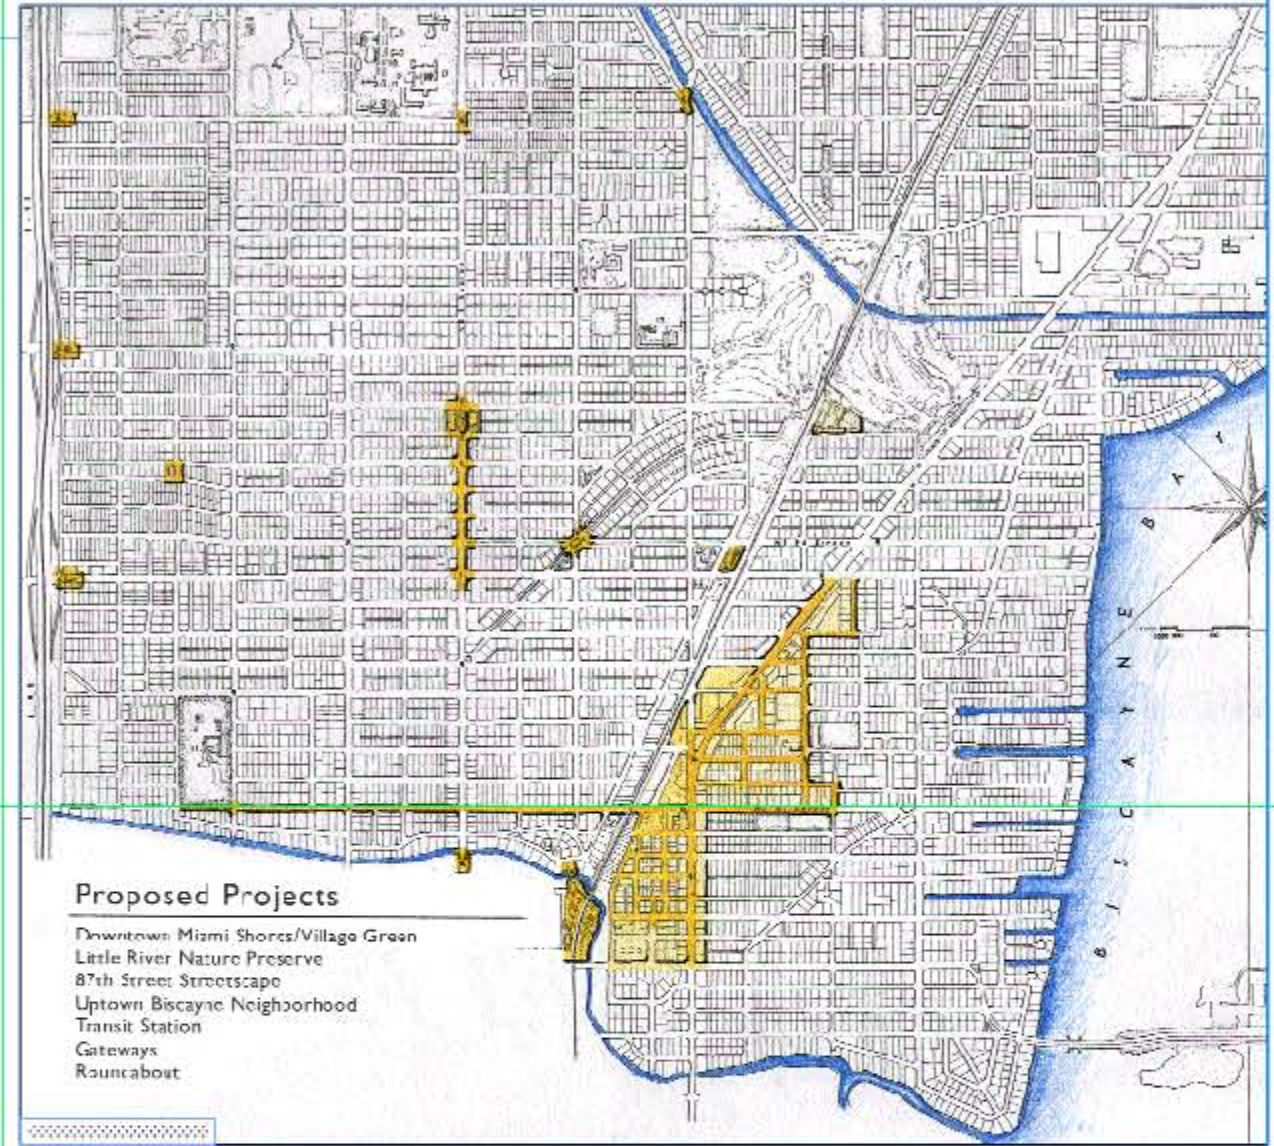 Proposed Projects
Downtown Miami Shores/Village Green
Little River Nature Preserve
87th Street Streetscape
Uptown Biscayne Neighborhood
Transit Station
Gateways
Roundabout
BISCAYNE BAY